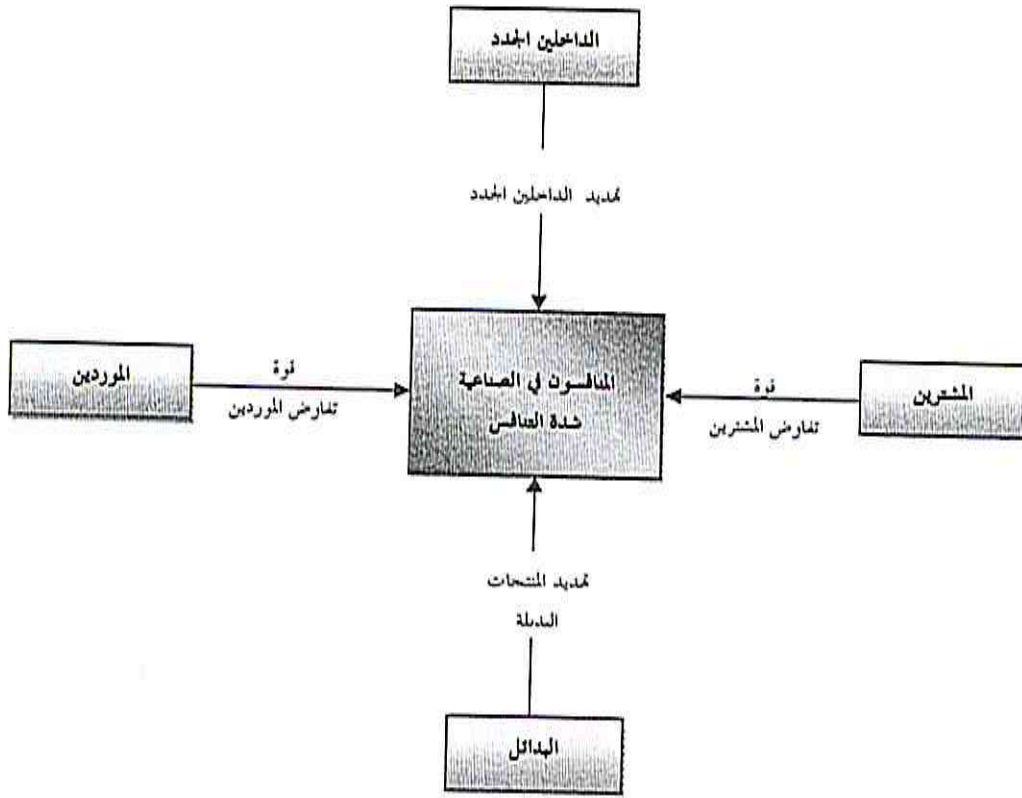 الداخلين الجدد
تهديد الداخلين الجدد
المنافسون في الصناعية
شدة التنافس
الموردين
قوة
تفاوض الموردين
المشترين
قوة
تفاوض المشترين
تهديد المنتجات
البديلة
البدائل